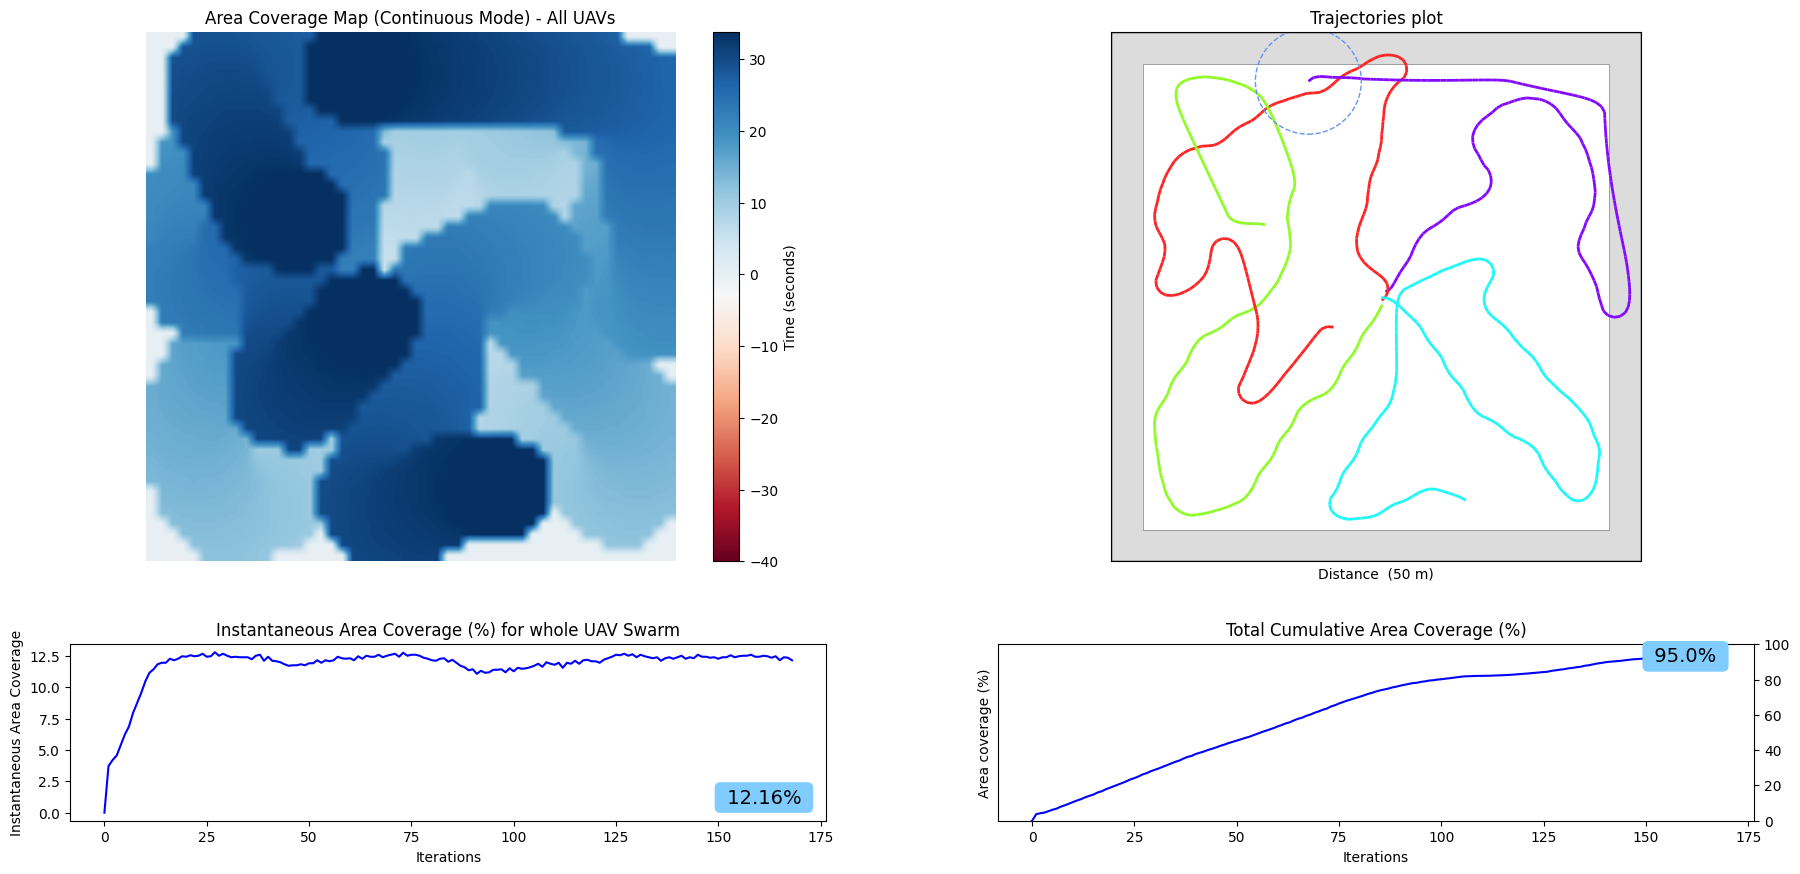 Area Coverage Map (Continuous Mode) - All UAVs
30
20
10
0
−10
−20
−30
−40
Time (seconds)
Trajectories plot
Distance  (50 m)
Instantaneous Area Coverage (%) for whole UAV Swarm
Instantaneous Area Coverage
12.5
10.0
7.5
5.0
2.5
0.0
12.16%
0 25 50 75 100 125 150 175
Iterations
Total Cumulative Area Coverage (%)
Area coverage (%)
95.0%
100
80
60
40
20
0
0 25 50 75 100 125 150 175
Iterations